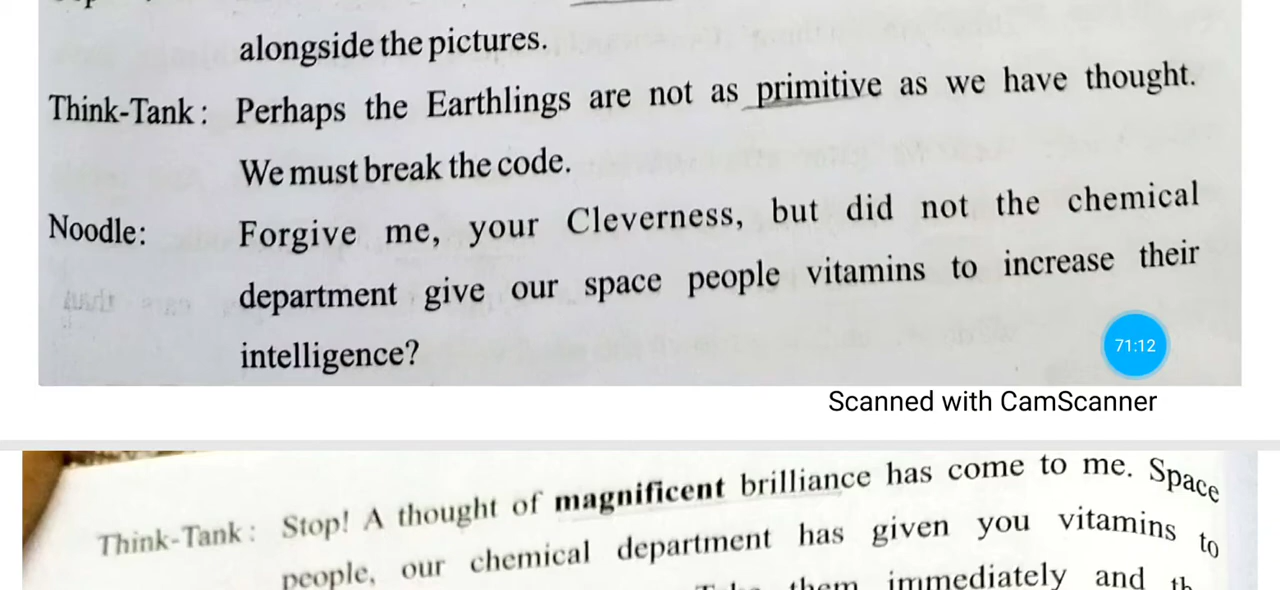 alongside the pictures.
Think-Tank : Perhaps the Earthlings are not as primitive as we have thought.
We must break the code.
Noodle: Forgive me, your Cleverness, but did not the chemical
department give our space people vitamins to increase their
intelligence?
71:12
Scanned with CamScanner
Think-Tank : Stop! A thought of magnificent brilliance has come to me. Space
people, our chemical department has given you vitamins to
them immediately and